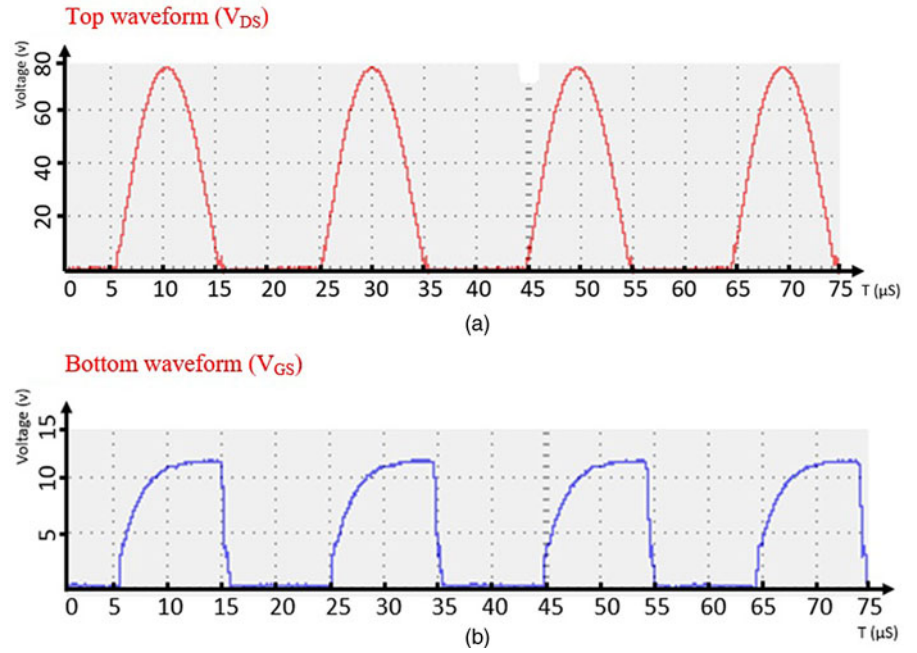 Top waveform (VDS)
Voltage (v)
80
60
40
20
0 5 10 15 20 25 30 35 40 45 50 55 60 65 70 75 T (µS)
(a)
Bottom waveform (VGS)
Voltage (v)
15
10
5
0 5 10 15 20 25 30 35 40 45 50 55 60 65 70 75
T (µS)
(b)